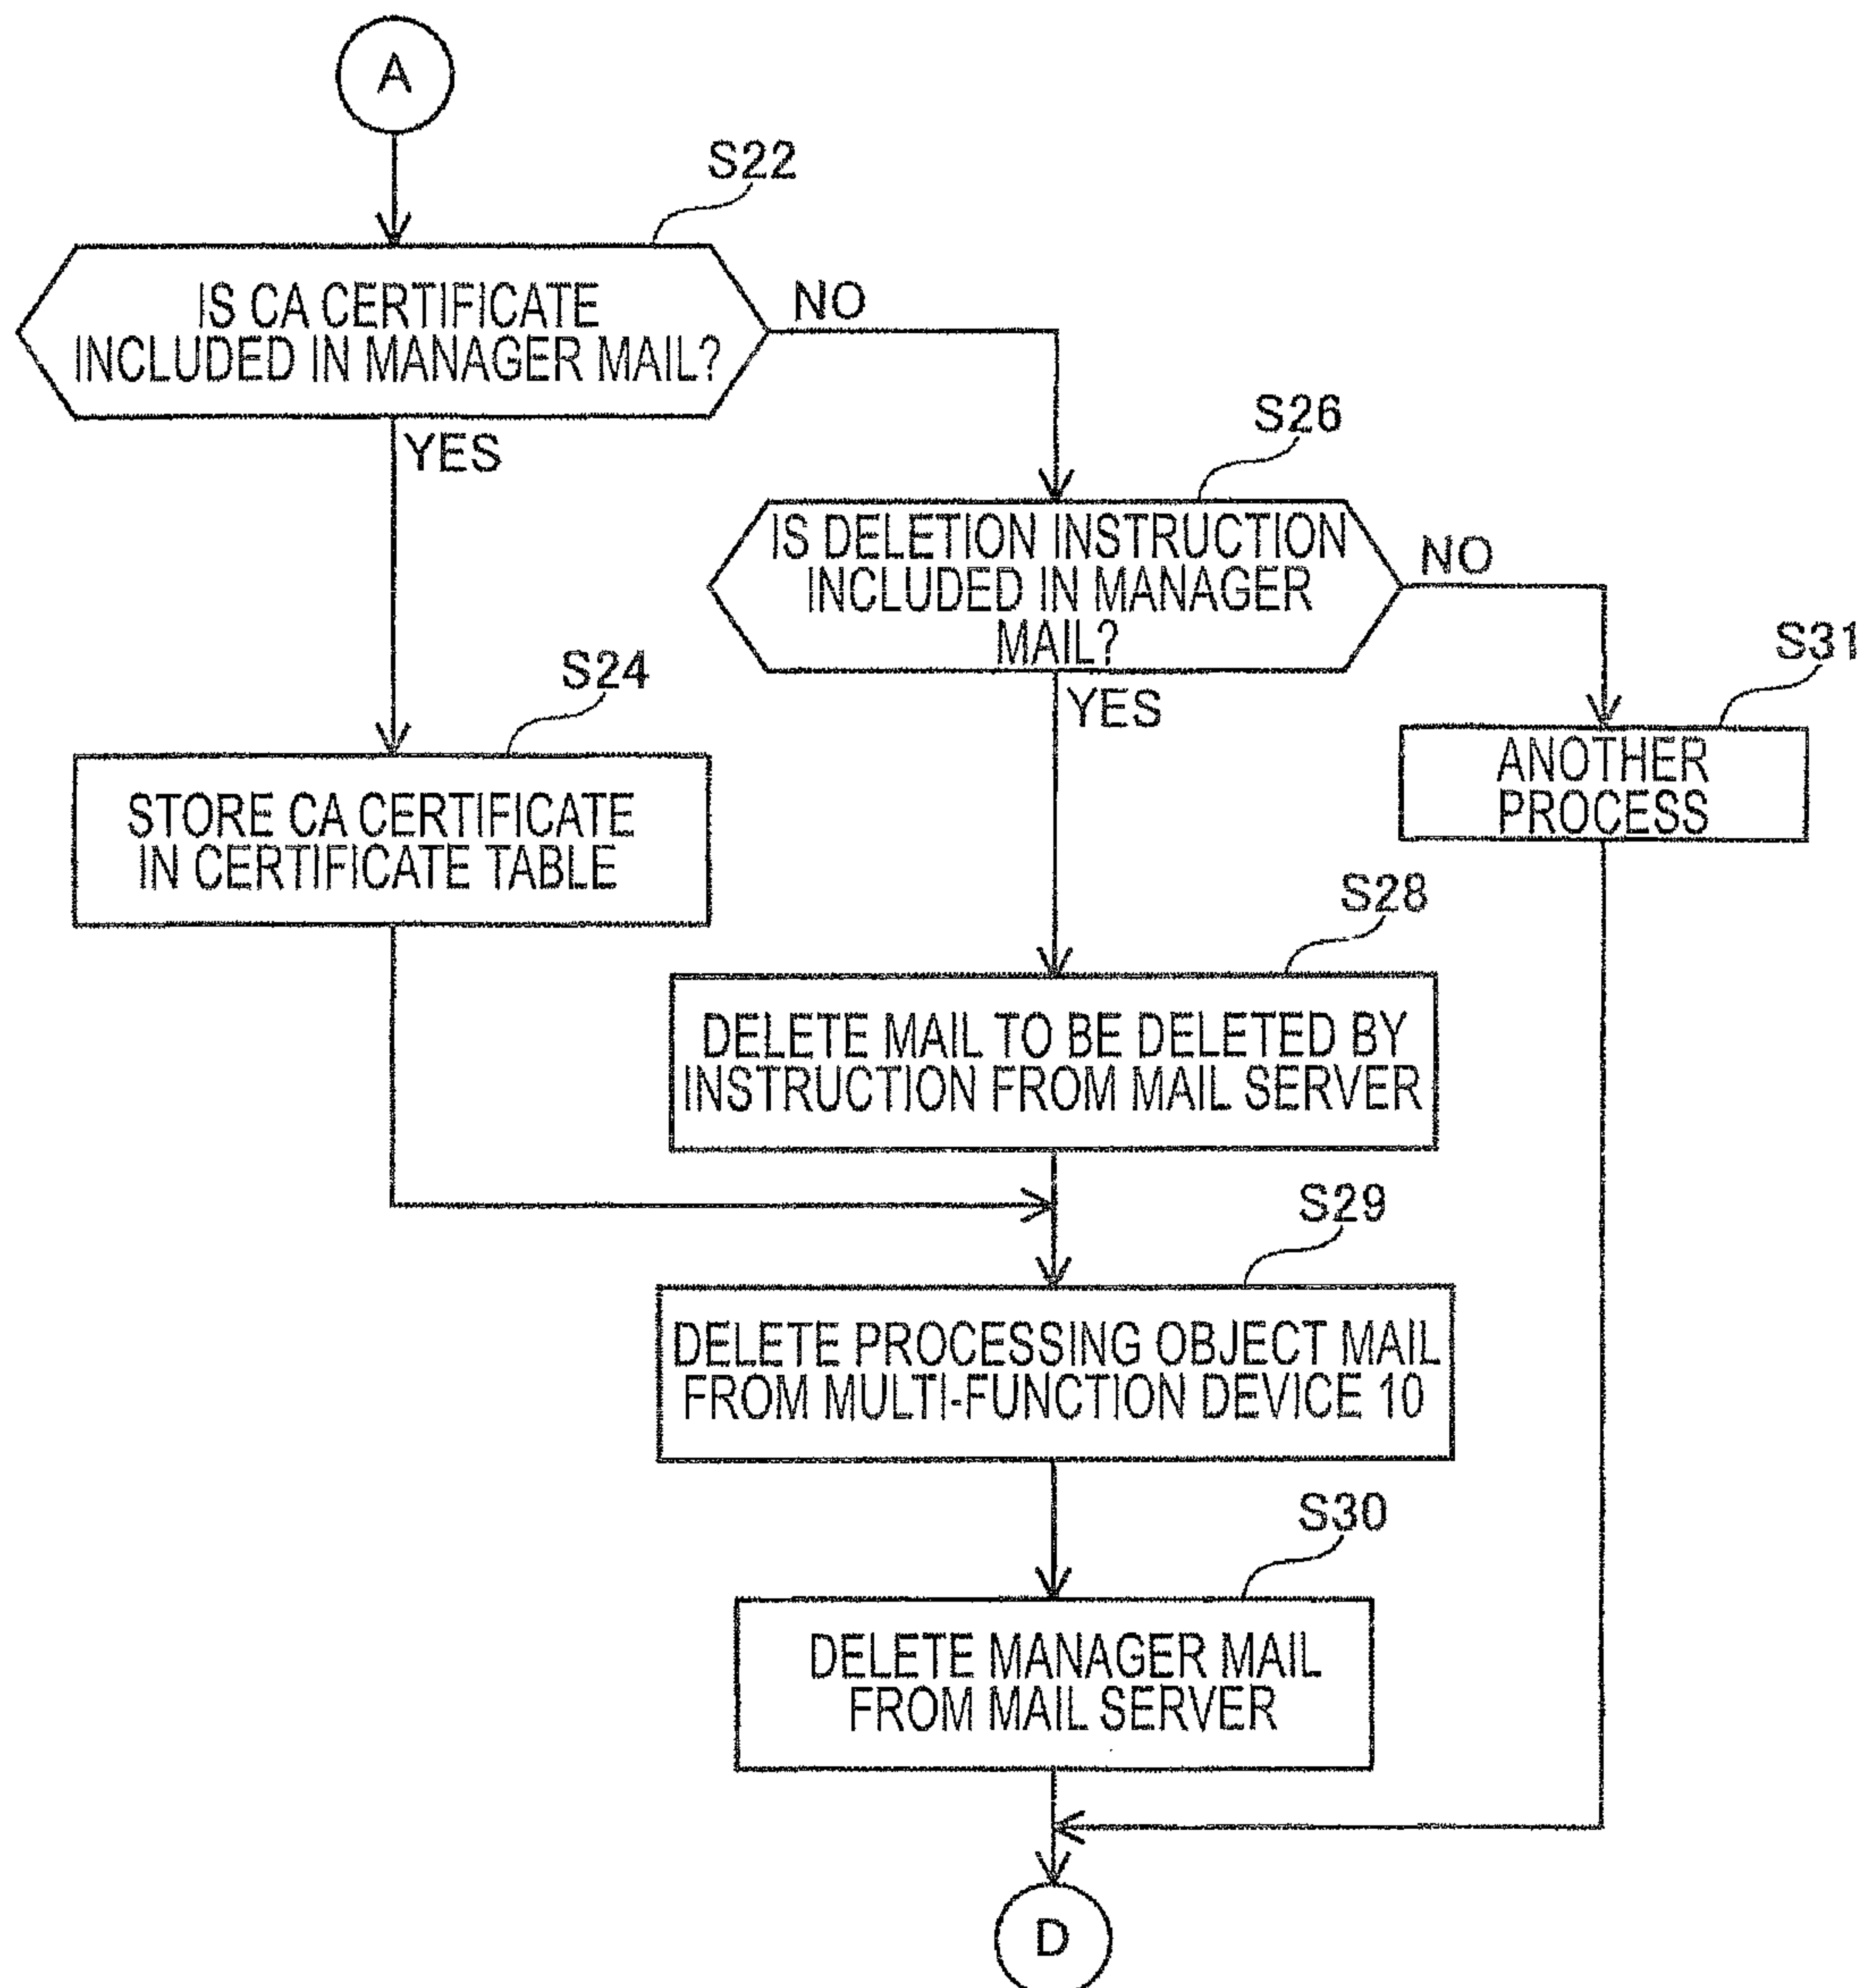 A
S22
IS CA CERTIFICATE
INCLUDED IN MANAGER MAIL?
NO
YES
S26
IS DELETION INSTRUCTION
INCLUDED IN MANAGER
MAIL?
NO
YES
S31
ANOTHER
PROCESS
S24
STORE CA CERTIFICATE
IN CERTIFICATE TABLE
S28
DELETE MAIL TO BE DELETED BY
INSTRUCTION FROM MAIL SERVER
S29
DELETE PROCESSING OBJECT MAIL
FROM MULTI-FUNCTION DEVICE 10
S30
DELETE MANAGER MAIL
FROM MAIL SERVER
D